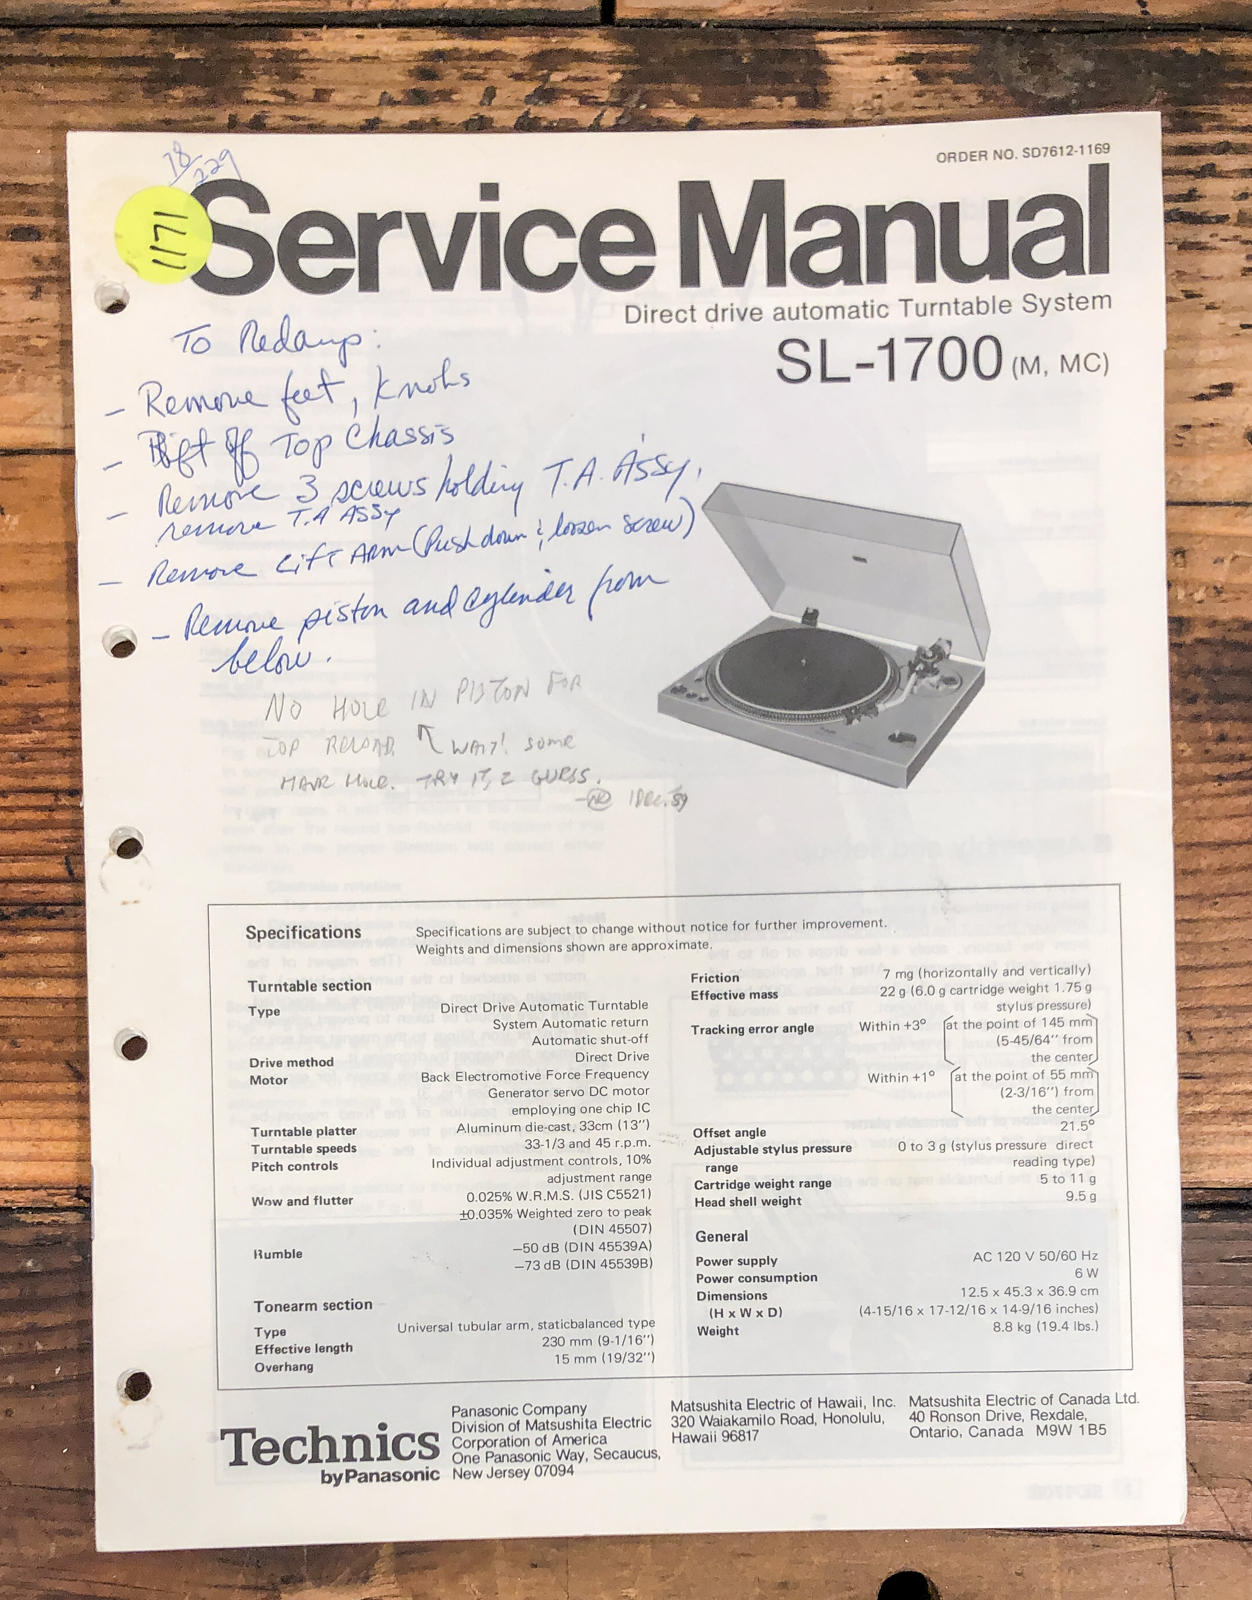 18/229
1171
ORDER NO. SD7612-1169
Service Manual
Direct drive automatic Turntable System
SL-1700 (M, MC)
To Redamp:
- Remove feet, Knobs
- Lift off Top Chassis
- Remove 3 screws holding T.A. Assy,
remove T.A ASSY
- Remove Lift Arm (Push down & loosen screw)
- Remove piston and cylinder from
below.
NO HOLE IN PISTON FOR
TOP RELOAD. ↑ WAIT! Some
HAVE HOLE. TRY IT, I GUESS.
1 DEC. 89
Specifications
Specifications are subject to change without notice for further improvement.
Weights and dimensions shown are approximate.
Turntable section
Type Direct Drive Automatic Turntable
System Automatic return
Automatic shut-off
Drive method Direct Drive
Motor Back Electromotive Force Frequency
Generator servo DC motor
employing one chip IC
Turntable platter Aluminum die-cast, 33cm (13")
Turntable speeds 33-1/3 and 45 r.p.m.
Pitch controls Individual adjustment controls, 10%
adjustment range
Wow and flutter 0.025% W.R.M.S. (JIS C5521)
±0.035% Weighted zero to peak
(DIN 45507)
Rumble −50 dB (DIN 45539A)
−73 dB (DIN 45539B)
Tonearm section
Type Universal tubular arm, staticbalanced type
Effective length 230 mm (9-1/16")
Overhang 15 mm (19/32")
Friction 7 mg (horizontally and vertically)
Effective mass 22 g (6.0 g cartridge weight 1.75 g
stylus pressure)
Tracking error angle Within +3° (at the point of 145 mm
(5-45/64" from
the center)
Within +1° (at the point of 55 mm
(2-3/16") from
the center)
Offset angle 21.5°
Adjustable stylus pressure 0 to 3 g (stylus pressure direct
range reading type)
Cartridge weight range 5 to 11 g
Head shell weight 9.5 g
General
Power supply AC 120 V 50/60 Hz
Power consumption 6 W
Dimensions 12.5 x 45.3 x 36.9 cm
(H x W x D) (4-15/16 x 17-12/16 x 14-9/16 inches)
Weight 8.8 kg (19.4 lbs.)
Technics
by Panasonic
Panasonic Company
Division of Matsushita Electric
Corporation of America
One Panasonic Way, Secaucus,
New Jersey 07094
Matsushita Electric of Hawaii, Inc.
320 Waiakamilo Road, Honolulu,
Hawaii 96817
Matsushita Electric of Canada Ltd.
40 Ronson Drive, Rexdale,
Ontario, Canada M9W 1B5